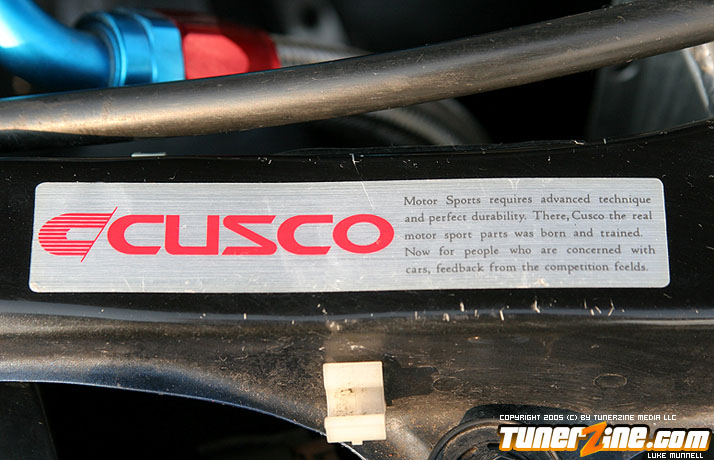 CUSCO
Motor Sports requires advanced technique
and perfect durability. There, Cusco the real
motor sport parts was born and trained.
Now for people who are concerned with
cars, feedback from the competition feelds.
COPYRIGHT 2005 (C) BY TUNERZINE MEDIA LLC
TUNERZINE.COM
LUKE MUNNELL